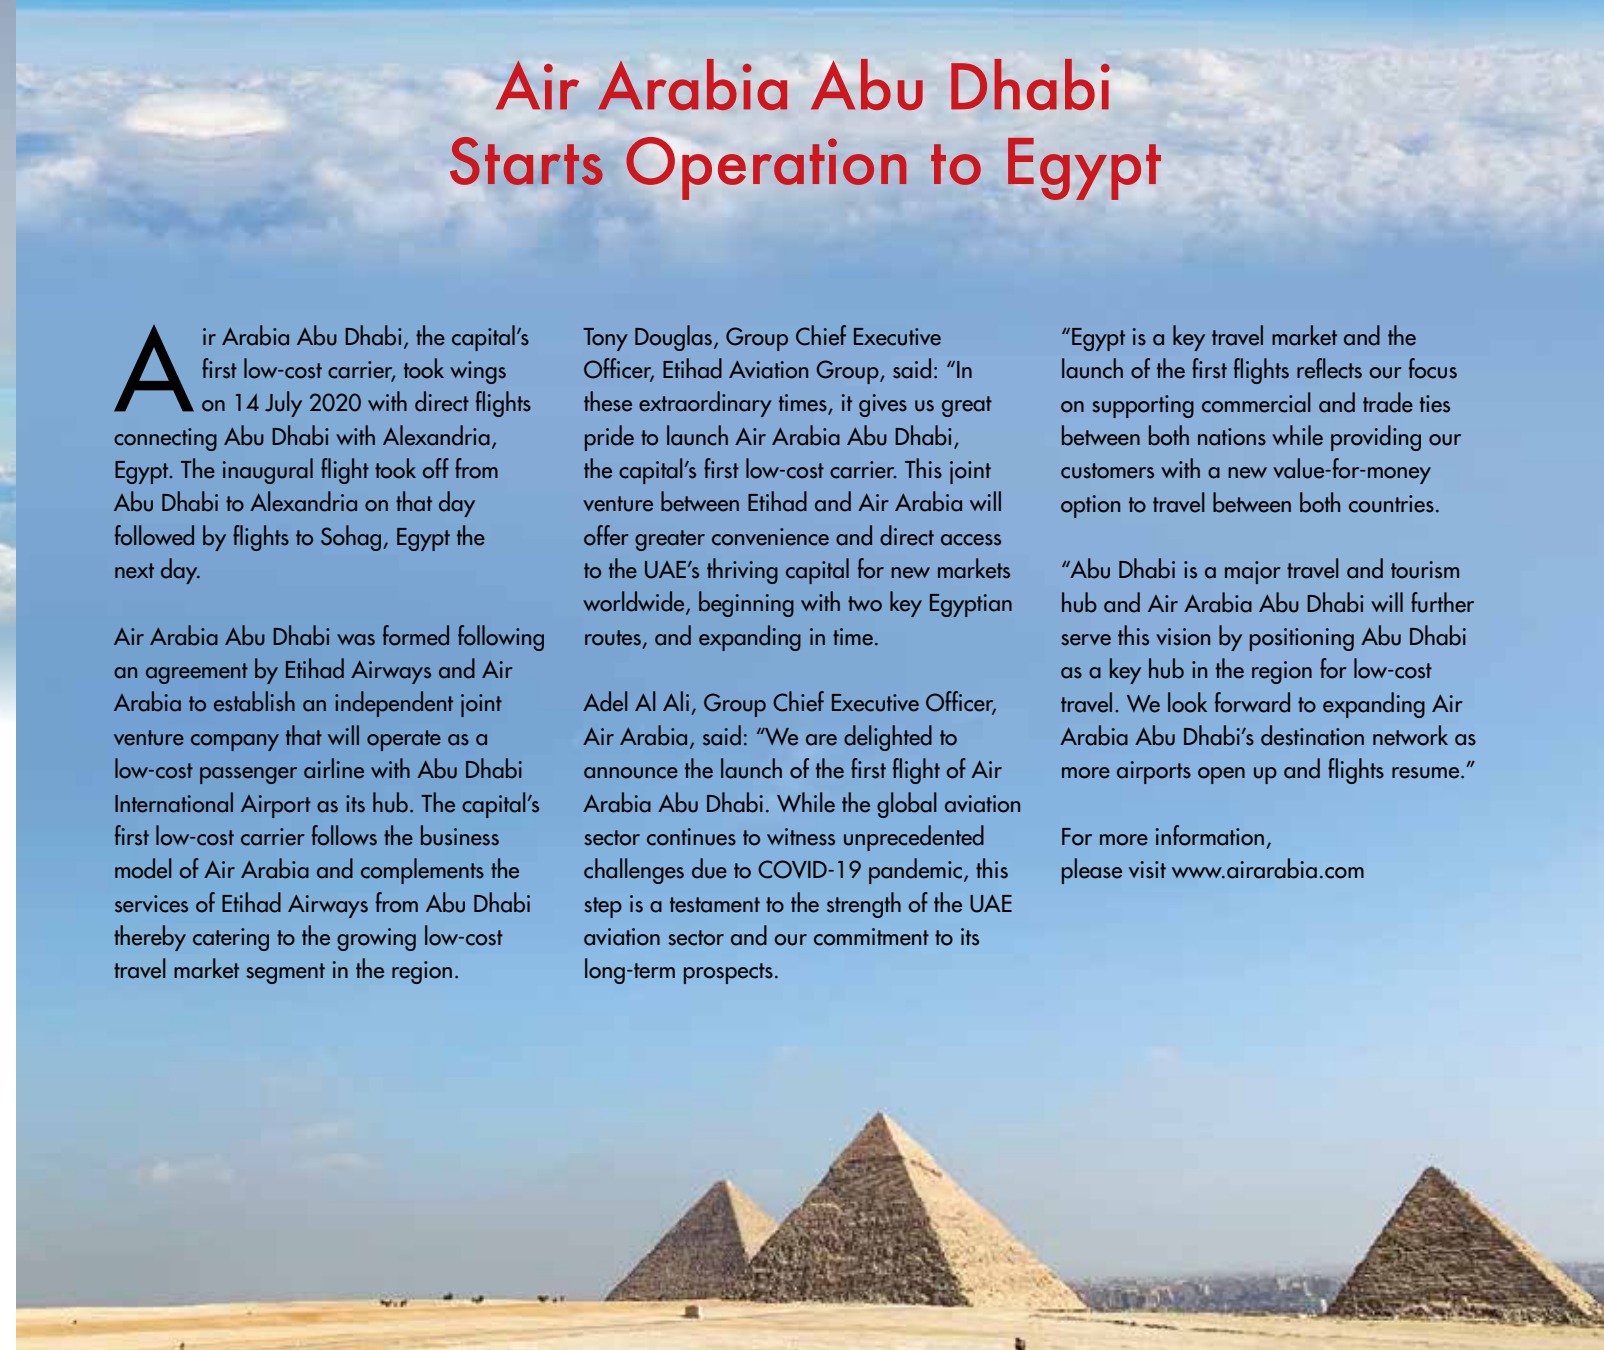 Air Arabia Abu Dhabi
Starts Operation to Egypt
Air Arabia Abu Dhabi, the capital’s
first low-cost carrier, took wings
on 14 July 2020 with direct flights
connecting Abu Dhabi with Alexandria,
Egypt. The inaugural flight took off from
Abu Dhabi to Alexandria on that day
followed by flights to Sohag, Egypt the
next day.
Air Arabia Abu Dhabi was formed following
an agreement by Etihad Airways and Air
Arabia to establish an independent joint
venture company that will operate as a
low-cost passenger airline with Abu Dhabi
International Airport as its hub. The capital’s
first low-cost carrier follows the business
model of Air Arabia and complements the
services of Etihad Airways from Abu Dhabi
thereby catering to the growing low-cost
travel market segment in the region.
Tony Douglas, Group Chief Executive
Officer, Etihad Aviation Group, said: “In
these extraordinary times, it gives us great
pride to launch Air Arabia Abu Dhabi,
the capital’s first low-cost carrier. This joint
venture between Etihad and Air Arabia will
offer greater convenience and direct access
to the UAE’s thriving capital for new markets
worldwide, beginning with two key Egyptian
routes, and expanding in time.
Adel Al Ali, Group Chief Executive Officer,
Air Arabia, said: “We are delighted to
announce the launch of the first flight of Air
Arabia Abu Dhabi. While the global aviation
sector continues to witness unprecedented
challenges due to COVID-19 pandemic, this
step is a testament to the strength of the UAE
aviation sector and our commitment to its
long-term prospects.
“Egypt is a key travel market and the
launch of the first flights reflects our focus
on supporting commercial and trade ties
between both nations while providing our
customers with a new value-for-money
option to travel between both countries.
“Abu Dhabi is a major travel and tourism
hub and Air Arabia Abu Dhabi will further
serve this vision by positioning Abu Dhabi
as a key hub in the region for low-cost
travel. We look forward to expanding Air
Arabia Abu Dhabi’s destination network as
more airports open up and flights resume.”
For more information,
please visit www.airarabia.com